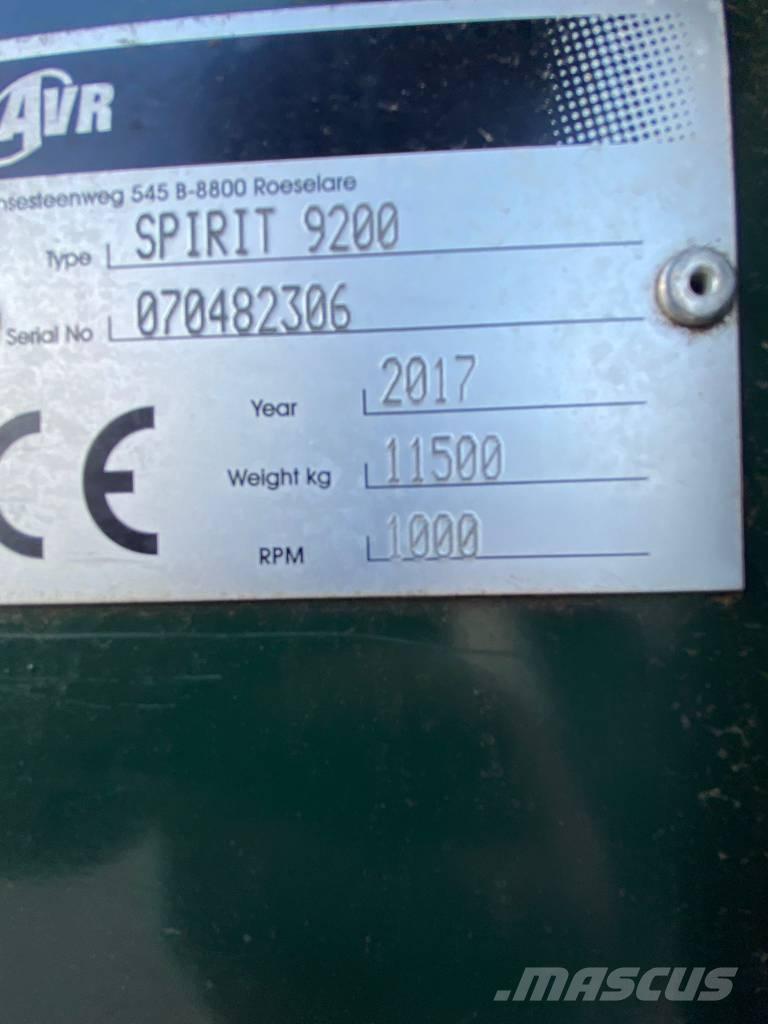 AVR
545 B-8800 Roeselare
Type SPIRIT 9200
Serial No 070482306
CE
Year 2017
Weight kg 11500
RPM 1000
.MASCUS